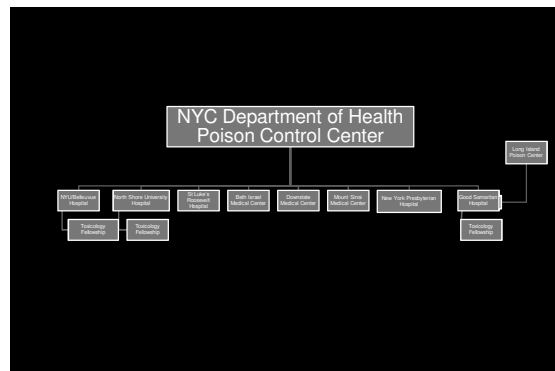 NYC Department of Health
Poison Control Center
Long Island
Poison Center
NYU/Bellevue
Hospital
North Shore University
Hospital
St Luke's
Roosevelt
Hospital
Beth Israel
Medical Center
Downstate
Medical Center
Mount Sinai
Medical Center
New York Presbyterian
Hospital
Good Samaritan
Hospital
Toxicology
Fellowship
Toxicology
Fellowship
Toxicology
Fellowship